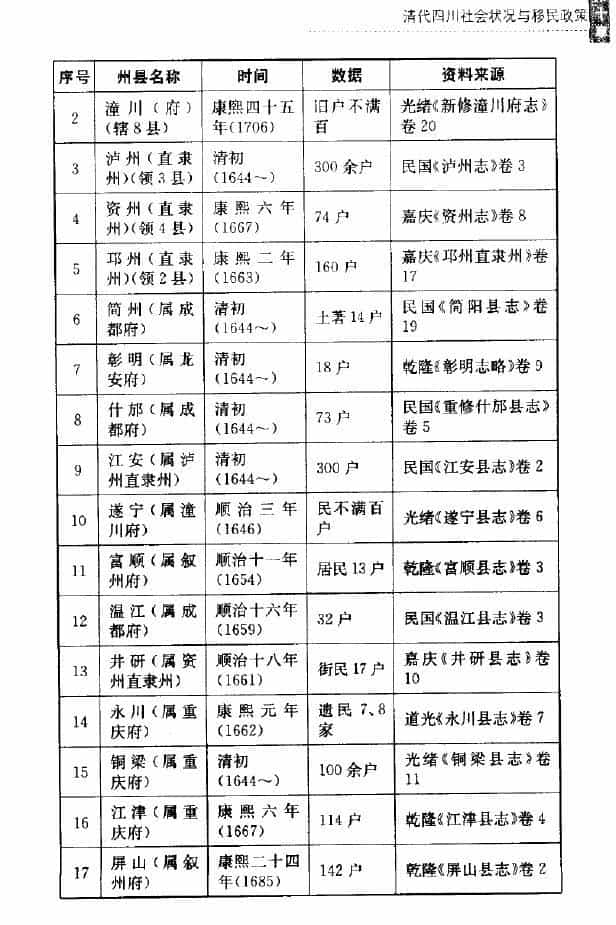 清代四川社会状况与移民政策
序号 州县名称 时间 数据 资料来源
2 潼川(府)(辖8县) 康熙四十五年(1706) 旧户不满百 光绪《新修潼川府志》卷20
3 泸州(直隶州)(领3县) 清初(1644～) 300余户 民国《泸州志》卷3
4 资州(直隶州)(领4县) 康熙六年(1667) 74户 嘉庆《资州志》卷8
5 邛州(直隶州)(领2县) 康熙二年(1663) 160户 嘉庆《邛州直隶州》卷17
6 简州(属成都府) 清初(1644～) 土著14户 民国《简阳县志》卷19
7 彰明(属龙安府) 清初(1644～) 18户 乾隆《彰明志略》卷9
8 什邡(属成都府) 清初(1644～) 73户 民国《重修什邡县志》卷5
9 江安(属泸州直隶州) 清初(1644～) 300户 民国《江安县志》卷2
10 遂宁(属潼川府) 顺治三年(1646) 民不满百户 光绪《遂宁县志》卷6
11 富顺(属叙州府) 顺治十一年(1654) 居民13户 乾隆《富顺县志》卷3
12 温江(属成都府) 顺治十六年(1659) 32户 民国《温江县志》卷3
13 井研(属资州直隶州) 顺治十八年(1661) 街民17户 嘉庆《井研县志》卷10
14 永川(属重庆府) 康熙元年(1662) 遗民7、8家 道光《永川县志》卷7
15 铜梁(属重庆府) 清初(1644～) 100余户 光绪《铜梁县志》卷11
16 江津(属重庆府) 康熙六年(1667) 114户 乾隆《江津县志》卷4
17 屏山(属叙州府) 康熙二十四年(1685) 142户 乾隆《屏山县志》卷2